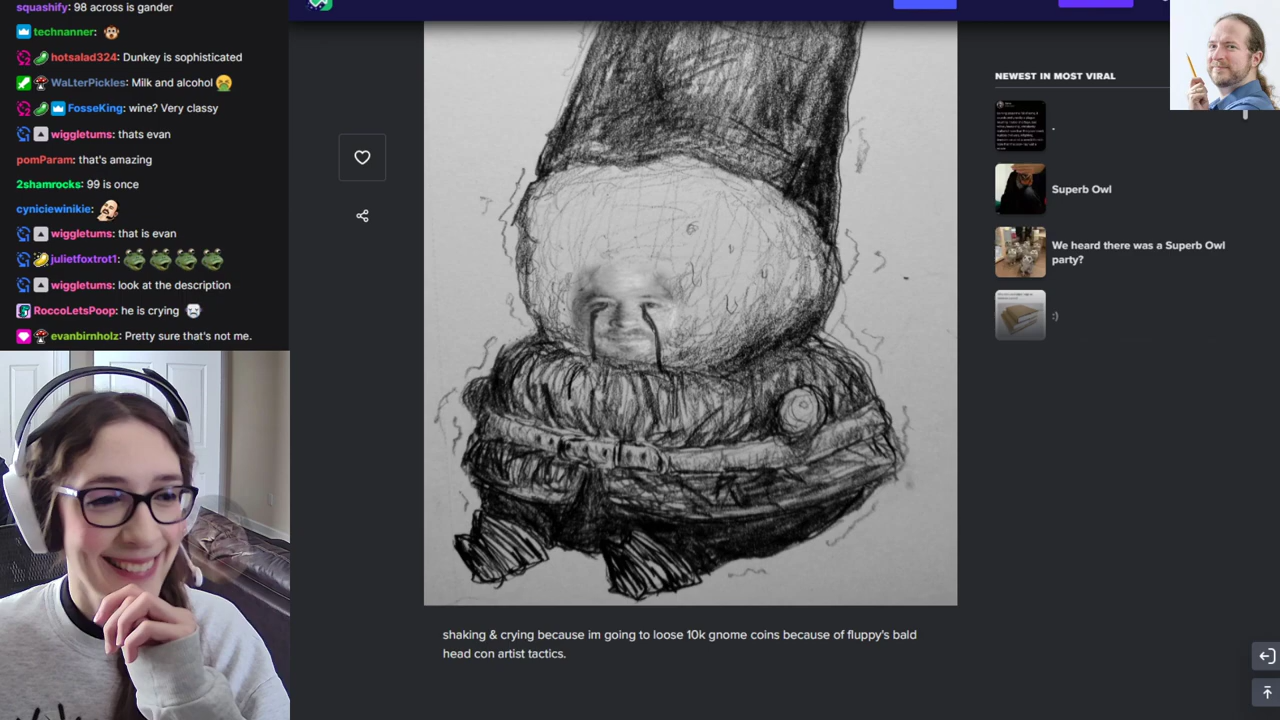 squashify: 98 across is gander
technanner:
hotsalad324: Dunkey is sophisticated
WaLterPickles: Milk and alcohol
FosseKing: wine? Very classy
wiggletums: thats evan
pomParam: that's amazing
2shamrocks: 99 is once
cyniciewinikie:
wiggletums: that is evan
julietfoxtrot1:
wiggletums: look at the description
RoccoLetsPoop: he is crying
evanbirnholz: Pretty sure that's not me.
shaking & crying because im going to loose 10k gnome coins because of fluppy's bald
head con artist tactics.
NEWEST IN MOST VIRAL
.
Superb Owl
We heard there was a Superb Owl
party?
:)